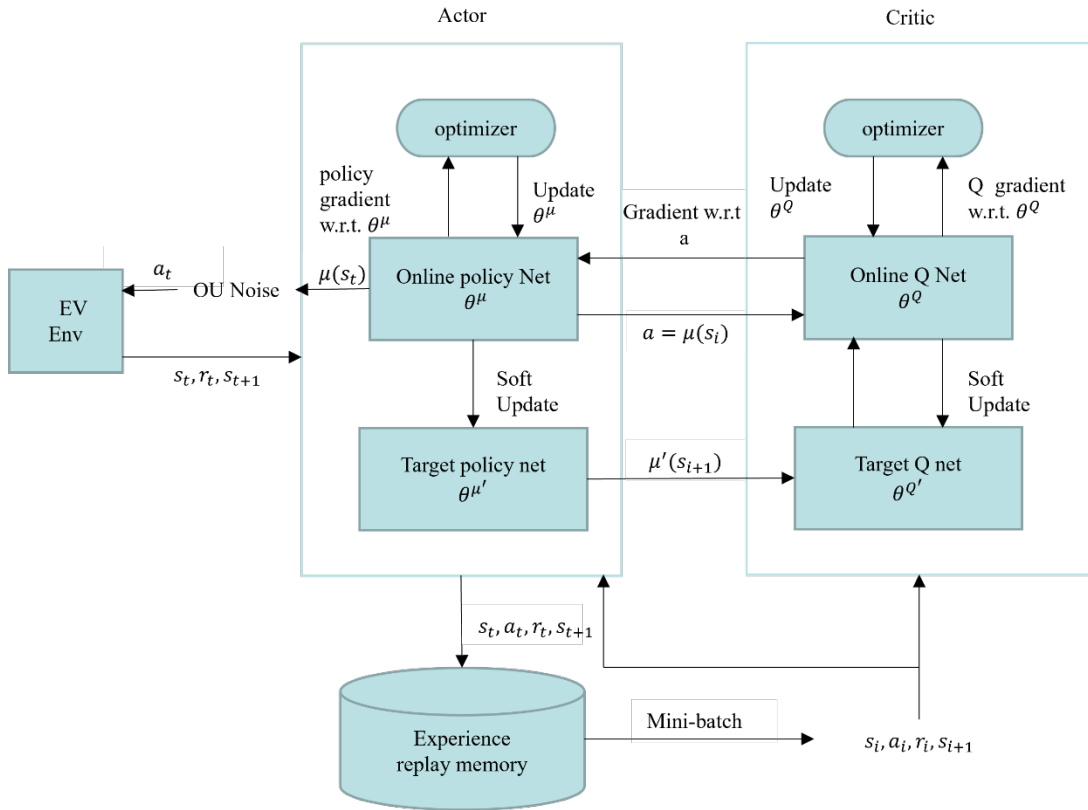 Actor
Critic
optimizer
optimizer
policy
gradient
w.r.t. θ^μ
Update
θ^μ
Gradient w.r.t
a
Update
θ^Q
Q gradient
w.r.t. θ^Q
a_t
μ(s_t)
OU Noise
Online policy Net
θ^μ
Online Q Net
θ^Q
EV
Env
s_t, r_t, s_{t+1}
a = μ(s_i)
Soft
Update
Soft
Update
Target policy net
θ^{μ'}
μ'(s_{i+1})
Target Q net
θ^{Q'}
s_t, a_t, r_t, s_{t+1}
Experience
replay memory
Mini-batch
s_i, a_i, r_i, s_{i+1}